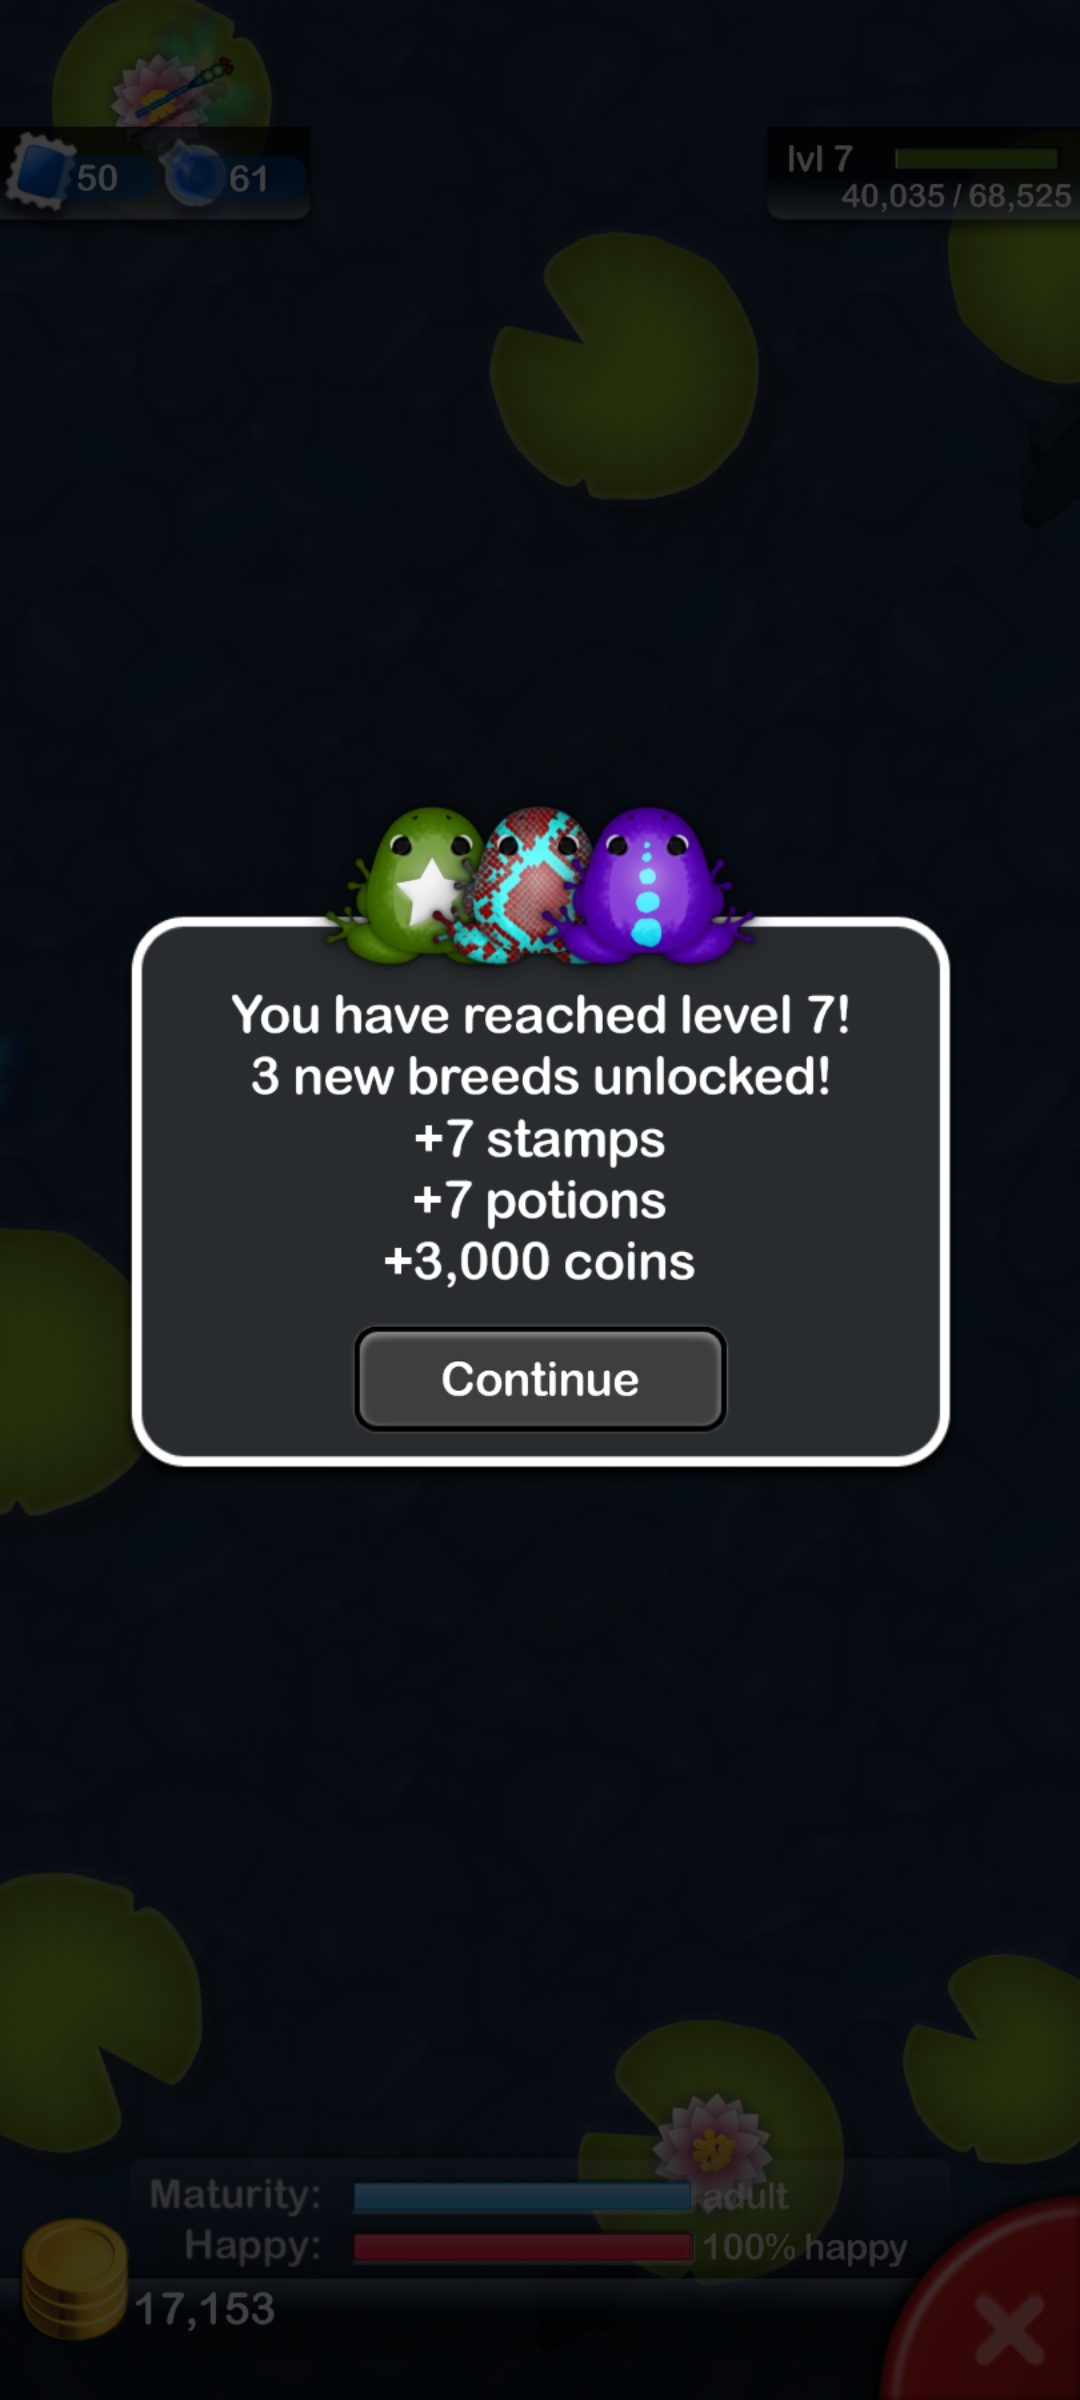 50
61
lvl 7
40,035 / 68,525
You have reached level 7!
3 new breeds unlocked!
+7 stamps
+7 potions
+3,000 coins
Continue
Maturity: adult
Happy: 100% happy
17,153